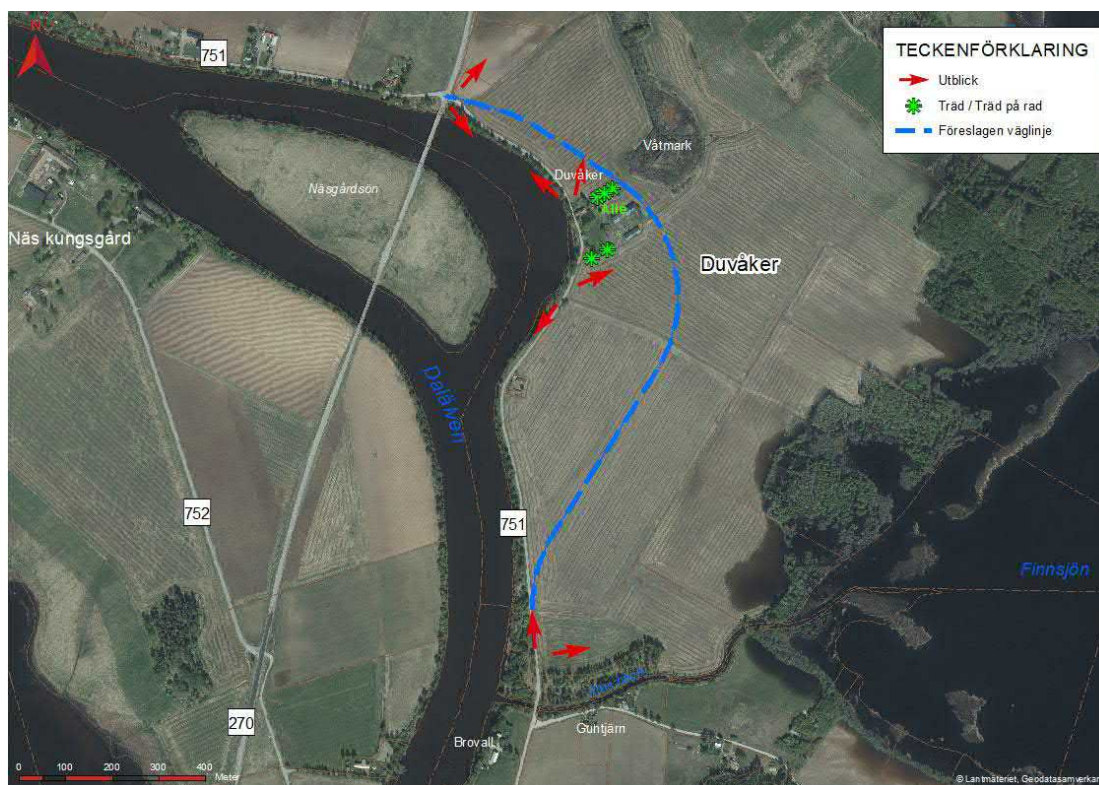 N
751
TECKENFÖRKLARING
Utblick
Träd / Träd på rad
Föreslagen väglinje
Våtmark
Duvåker
Näsgårdsön
Allé
Näs kungsgård
Duvåker
Dalälven
752
751
Finnsjön
270
Brovall
Guhtjärn
0 100 200 300 400
Meter
© Lantmäteriet, Geodatasamverkan